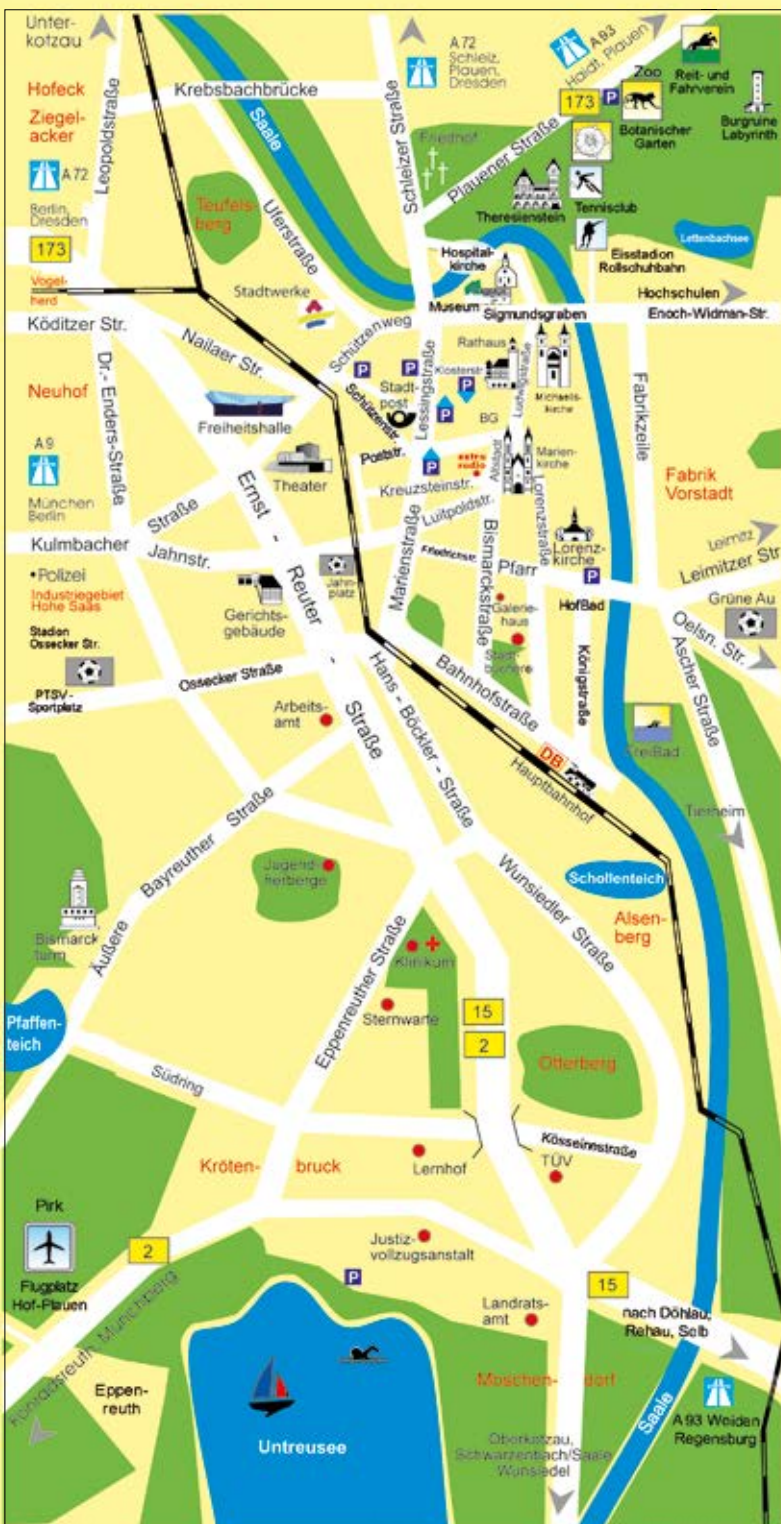 Unter-
kotzau
A 72
Schleiz,
Plauen,
Dresden
A 93
Haidt, Plauen
Zoo
Reit- und
Fahrverein
Hofeck
Krebsbachbrücke
173
P
Burgruine
Labyrinth
Ziegel-
acker
Leopoldstraße
Saale
Schleizer Straße
Friedhof
Plauener Straße
Botanischer
Garten
A 72
Berlin,
Dresden
Teufels-
berg
Uferstraße
Theresienstein
Tennisclub
173
Lettenbachsee
Hospital-
kirche
Eisstadion
Rollschuhbahn
Vogel-
herd
Stadtwerke
Museum
Hochschulen
Sigmundsgraben
Enoch-Widman-Str.
Köditzer Str.
Nailaer Str.
Schützenweg
Rathaus
P
P
Klosterstr.
Ludwigstraße
Michaelis-
kirche
Dr.- Enders-Straße
Neuhof
Schützenstr.
Stadt-
post
Lessingstraße
P
P
BG
Fabrikzeile
Freiheitshalle
Poststr.
extra
radio
Altstadt
Marien-
kirche
A 9
München
Berlin
Theater
P
Kreuzsteinstr.
Lorenzstraße
Fabrik
Vorstadt
Ernst - Reuter - Straße
Luitpoldstr.
Kulmbacher Straße
Jahnstr.
Marienstraße
Friedrichstr.
Bismarckstraße
Pfarr
Lorenz-
kirche
P
Leimitz
Leimitzer Str
Polizei
Industriegebiet
Hohe Saas
Jahn-
platz
Galerie-
haus
HofBad
Grüne Au
Gerichts-
gebäude
Stadion
Ossecker Str.
Stadt-
bücherei
Oelsn. Str.
Königstraße
Ascher Straße
PTSV -
Sportplatz
Ossecker Straße
Hans - Böckler - Straße
Bahnhofstraße
Arbeits-
amt
DB
Hauptbahnhof
FreiBad
Tierheim
Äußere Bayreuther Straße
Jugend-
herberge
Wunsiedler Straße
Schollenteich
Alsen-
berg
Bismarck
turm
Eppenreuther Straße
Klinikum
Pfaffen-
teich
Sternwarte
15
2
Otterberg
Südring
Kösseinestraße
Kröten-
bruck
Lernhof
TÜV
Pirk
Flugplatz
Hof-Plauen
2
Justiz-
vollzugsanstalt
P
15
Landrats-
amt
nach Döhlau,
Rehau, Selb
Konradsreuth Münchberg
Eppen-
reuth
Moschen-
dorf
Untreusee
Oberkotzau,
Schwarzenbach/Saale
Wunsiedel
Saale
A 93 Weiden
Regensburg